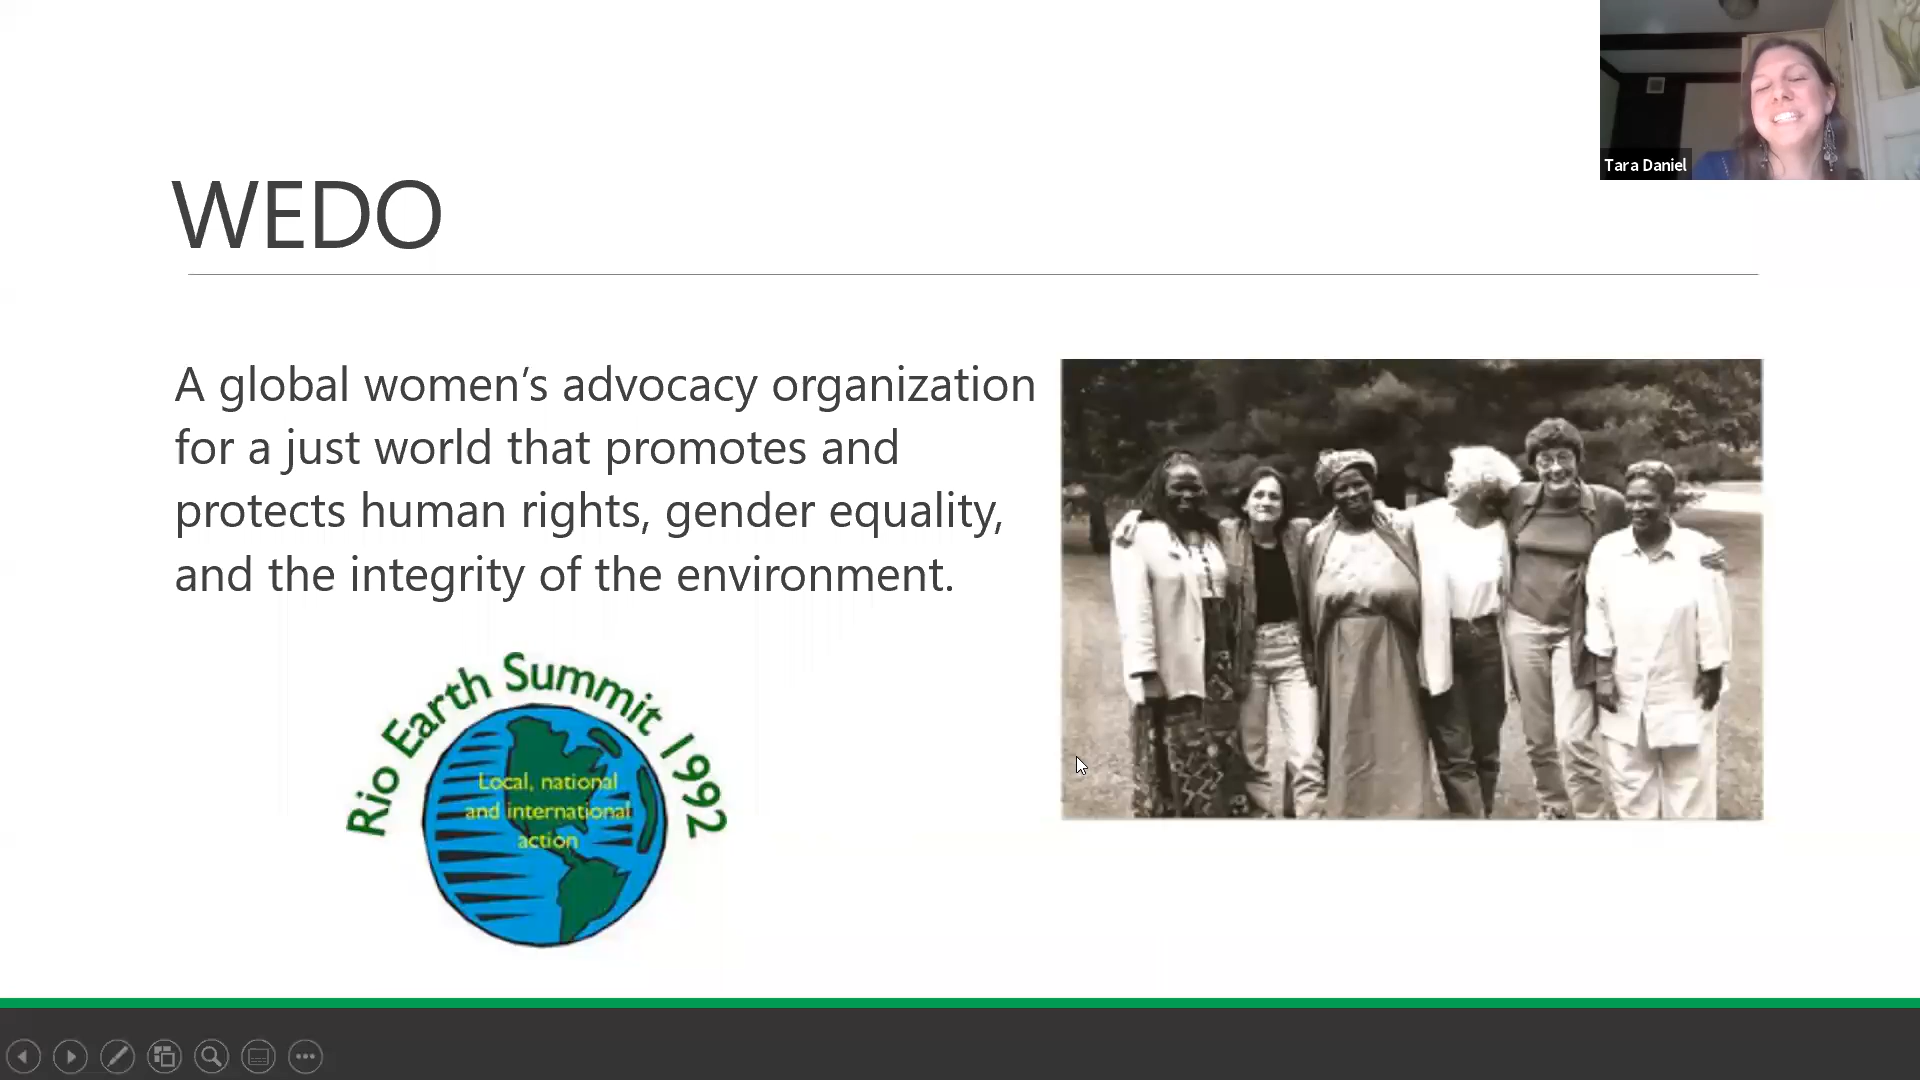 Tara Daniel
WEDO
A global women’s advocacy organization
for a just world that promotes and
protects human rights, gender equality,
and the integrity of the environment.
Rio Earth Summit 1992
Local, national
and international
action